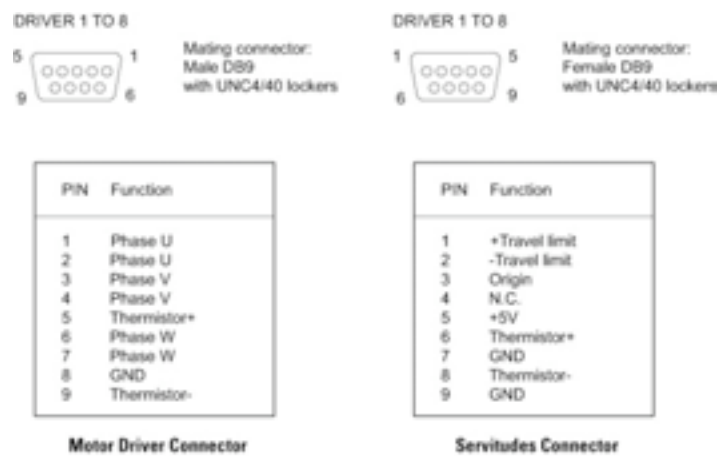 DRIVER 1 TO 8
5 1
9 6
Mating connector:
Male DB9
with UNC4/40 lockers
PIN Function
1 Phase U
2 Phase U
3 Phase V
4 Phase V
5 Thermistor+
6 Phase W
7 Phase W
8 GND
9 Thermistor-
Motor Driver Connector
DRIVER 1 TO 8
1 5
6 9
Mating connector:
Female DB9
with UNC4/40 lockers
PIN Function
1 +Travel limit
2 -Travel limit
3 Origin
4 N.C.
5 +5V
6 Thermistor+
7 GND
8 Thermistor-
9 GND
Servitudes Connector